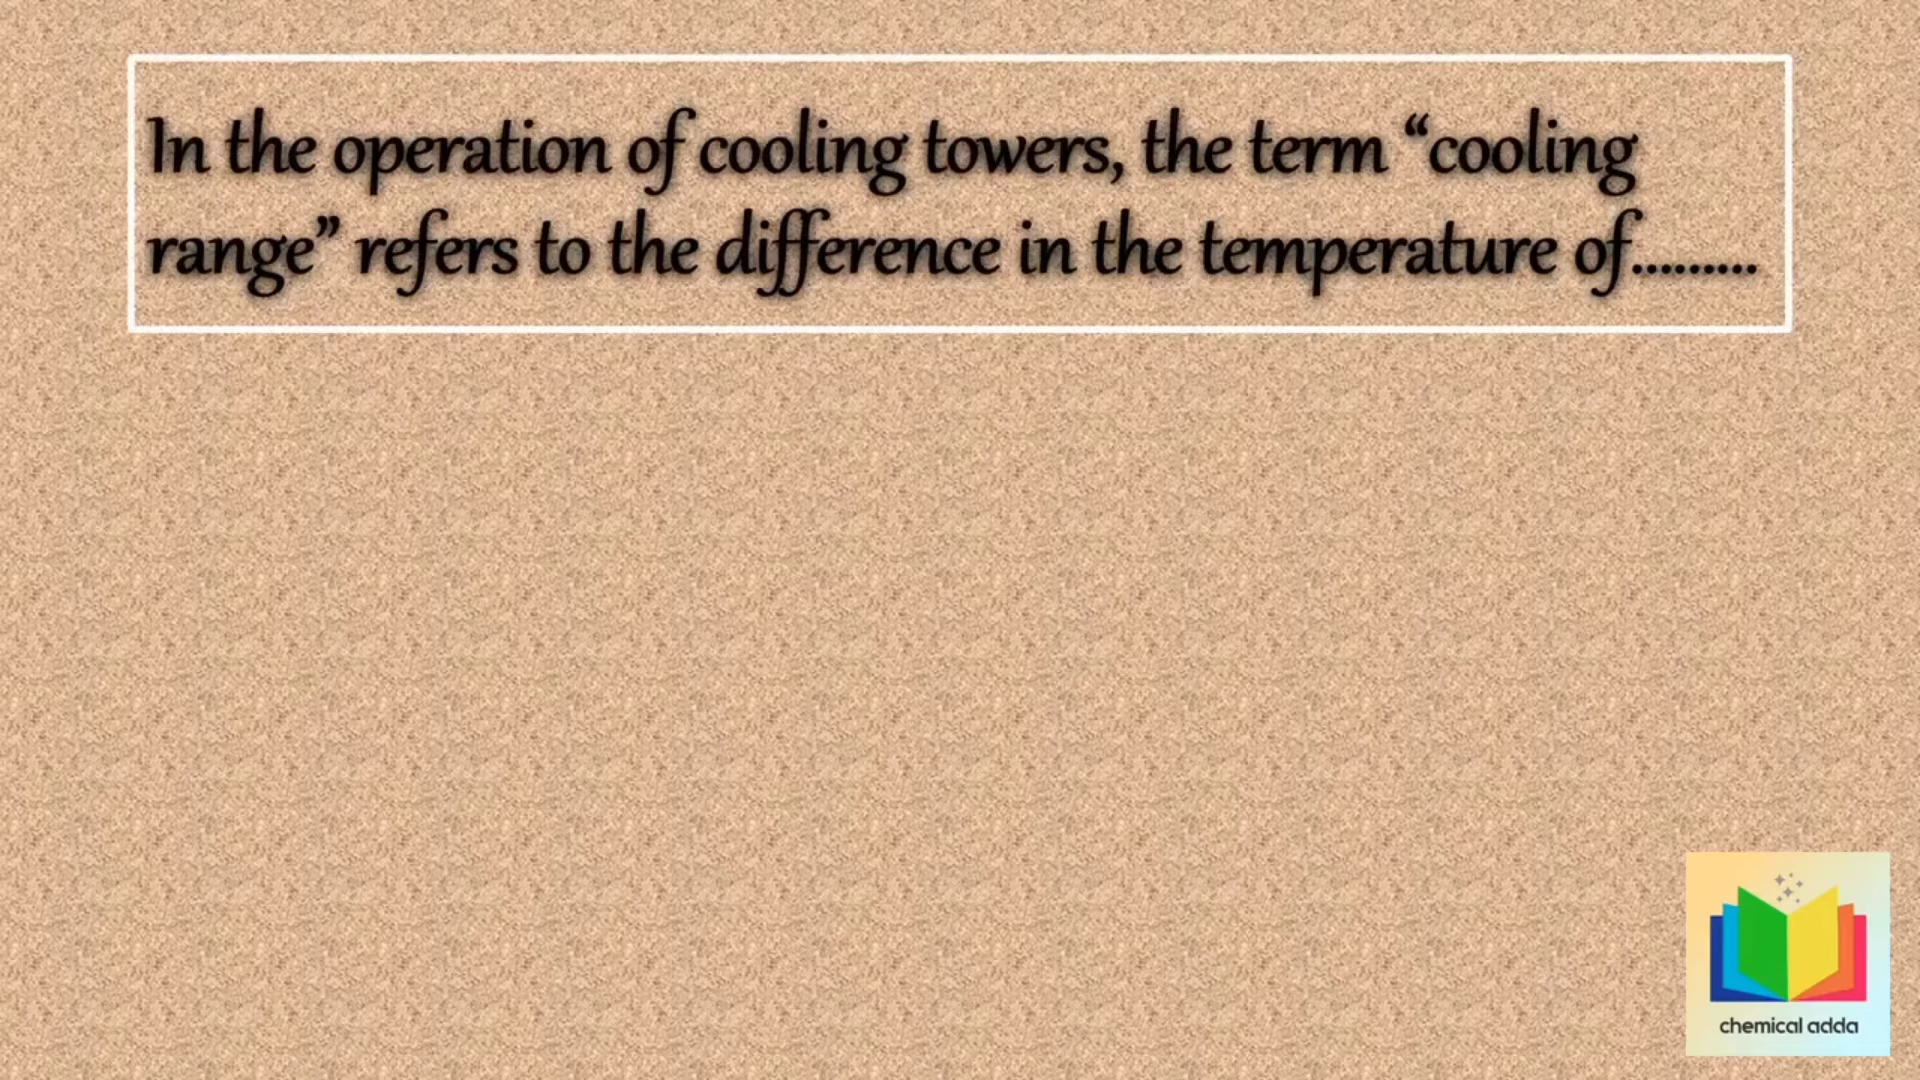 In the operation of cooling towers, the term “cooling
range” refers to the difference in the temperature of.........
chemical adda